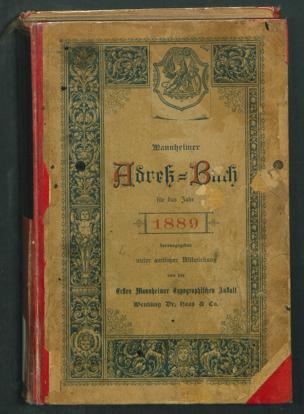 Mannheimer
Adreß=Buch
für das Jahr
1889
herausgegeben
unter amtlicher Mitwirkung
von der
Ersten Mannheimer Typographischen Anstalt
Wendling Dr. Haas & Co.